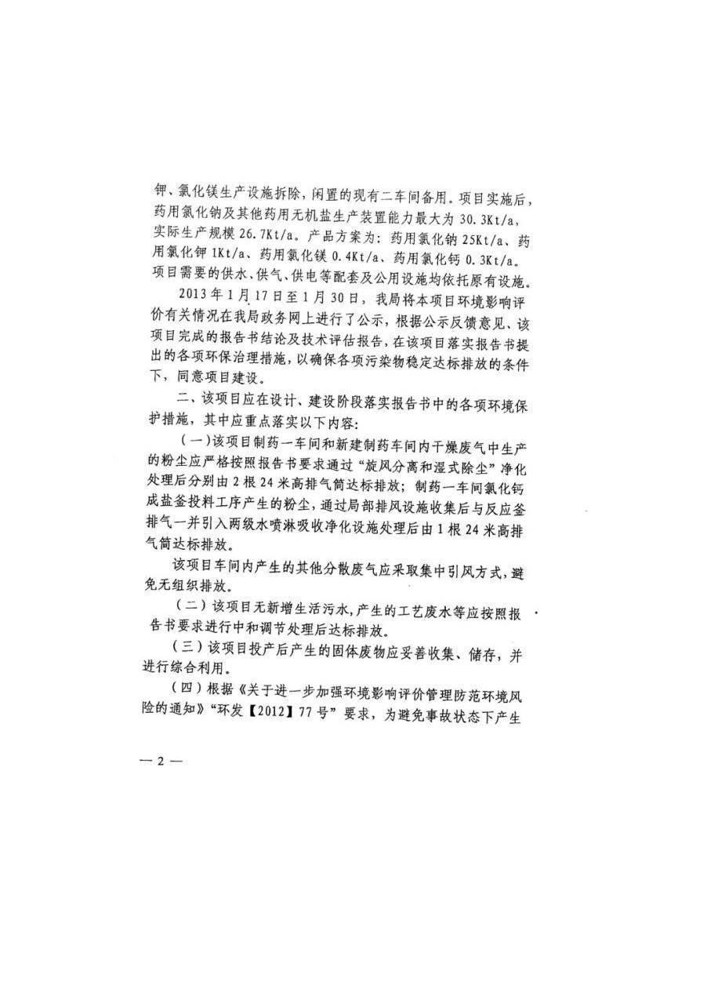 钾、氯化镁生产设施拆除，闲置的现有二车间备用。项目实施后，
药用氯化钠及其他药用无机盐生产装置能力最大为 30.3Kt/a，
实际生产规模 26.7Kt/a。产品方案为：药用氯化钠 25Kt/a、药
用氯化钾 1Kt/a、药用氯化镁 0.4Kt/a、药用氯化钙 0.3Kt/a。
项目需要的供水、供气、供电等配套及公用设施均依托原有设施。
2013 年 1 月 17 日至 1 月 30 日，我局将本项目环境影响评
价有关情况在我局政务网上进行了公示，根据公示反馈意见、该
项目完成的报告书结论及技术评估报告，在该项目落实报告书提
出的各项环保治理措施，以确保各项污染物稳定达标排放的条件
下，同意项目建设。
二、该项目应在设计、建设阶段落实报告书中的各项环境保
护措施，其中应重点落实以下内容：
（一）该项目制药一车间和新建制药车间内干燥废气中生产
的粉尘应严格按照报告书要求通过“旋风分离和湿式除尘”净化
处理后分别由 2 根 24 米高排气筒达标排放；制药一车间氯化钙
成盐釜投料工序产生的粉尘，通过局部排风设施收集后与反应釜
排气一并引入两级水喷淋吸收净化设施处理后由 1 根 24 米高排
气筒达标排放。
该项目车间内产生的其他分散废气应采取集中引风方式，避
免无组织排放。
（二）该项目无新增生活污水，产生的工艺废水等应按照报
告书要求进行中和调节处理后达标排放。
（三）该项目投产后产生的固体废物应妥善收集、储存，并
进行综合利用。
（四）根据《关于进一步加强环境影响评价管理防范环境风
险的通知》“环发【2012】77 号”要求，为避免事故状态下产生
— 2 —